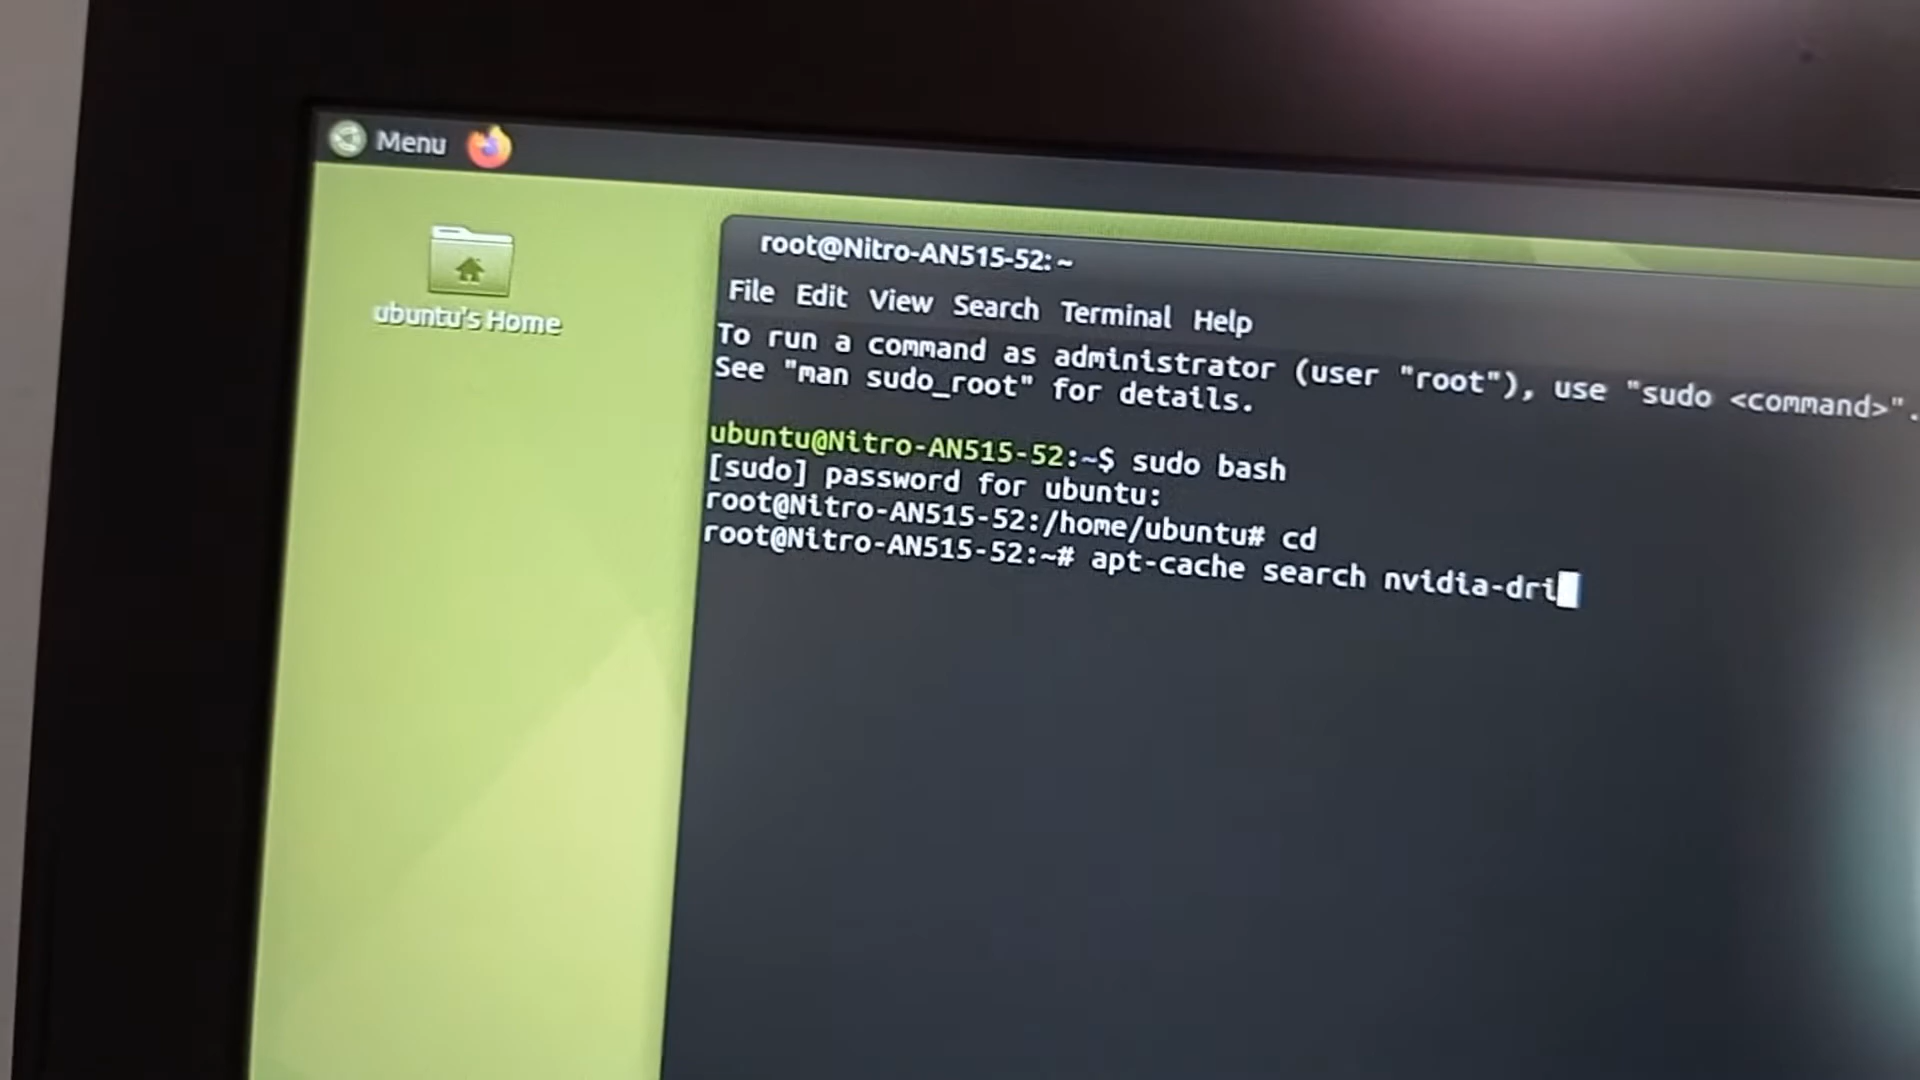 Menu
ubuntu's Home
root@Nitro-AN515-52: ~
File Edit View Search Terminal Help
To run a command as administrator (user "root"), use "sudo <command>".
See "man sudo_root" for details.
ubuntu@Nitro-AN515-52:~$ sudo bash
[sudo] password for ubuntu:
root@Nitro-AN515-52:/home/ubuntu# cd
root@Nitro-AN515-52:~# apt-cache search nvidia-dri